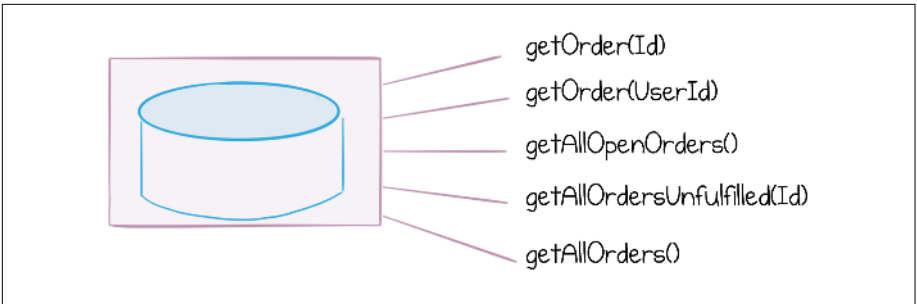 getOrder(Id)
getOrder(UserId)
getAllOpenOrders()
getAllOrdersUnfulfilled(Id)
getAllOrders()